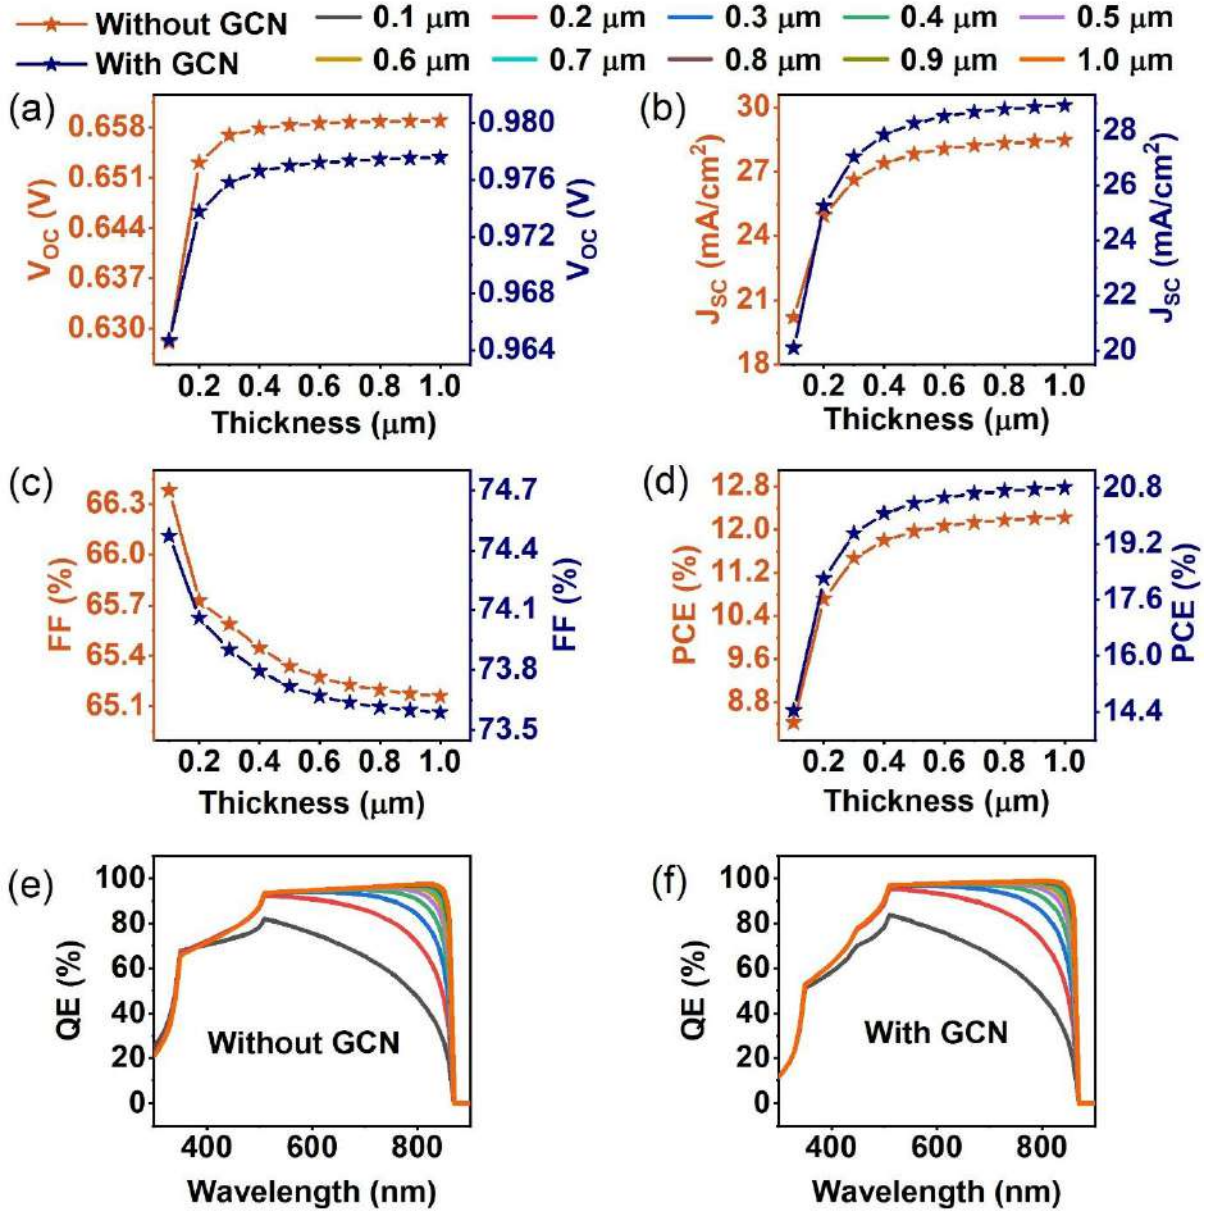 Without GCN 0.1 μm 0.2 μm 0.3 μm 0.4 μm 0.5 μm
With GCN 0.6 μm 0.7 μm 0.8 μm 0.9 μm 1.0 μm
(a)
0.658
0.651
0.644
0.637
0.630
V_OC (V)
0.980
0.976
0.972
0.968
0.964
V_OC (V)
0.2 0.4 0.6 0.8 1.0
Thickness (μm)
(b)
30
27
24
21
18
J_SC (mA/cm²)
28
26
24
22
20
J_SC (mA/cm²)
0.2 0.4 0.6 0.8 1.0
Thickness (μm)
(c)
66.3
66.0
65.7
65.4
65.1
FF (%)
74.7
74.4
74.1
73.8
73.5
FF (%)
0.2 0.4 0.6 0.8 1.0
Thickness (μm)
(d)
12.8
12.0
11.2
10.4
9.6
8.8
PCE (%)
20.8
19.2
17.6
16.0
14.4
PCE (%)
0.2 0.4 0.6 0.8 1.0
Thickness (μm)
(e)
100
80
60
40
20
0
QE (%)
Without GCN
400 600 800
Wavelength (nm)
(f)
100
80
60
40
20
0
QE (%)
With GCN
400 600 800
Wavelength (nm)